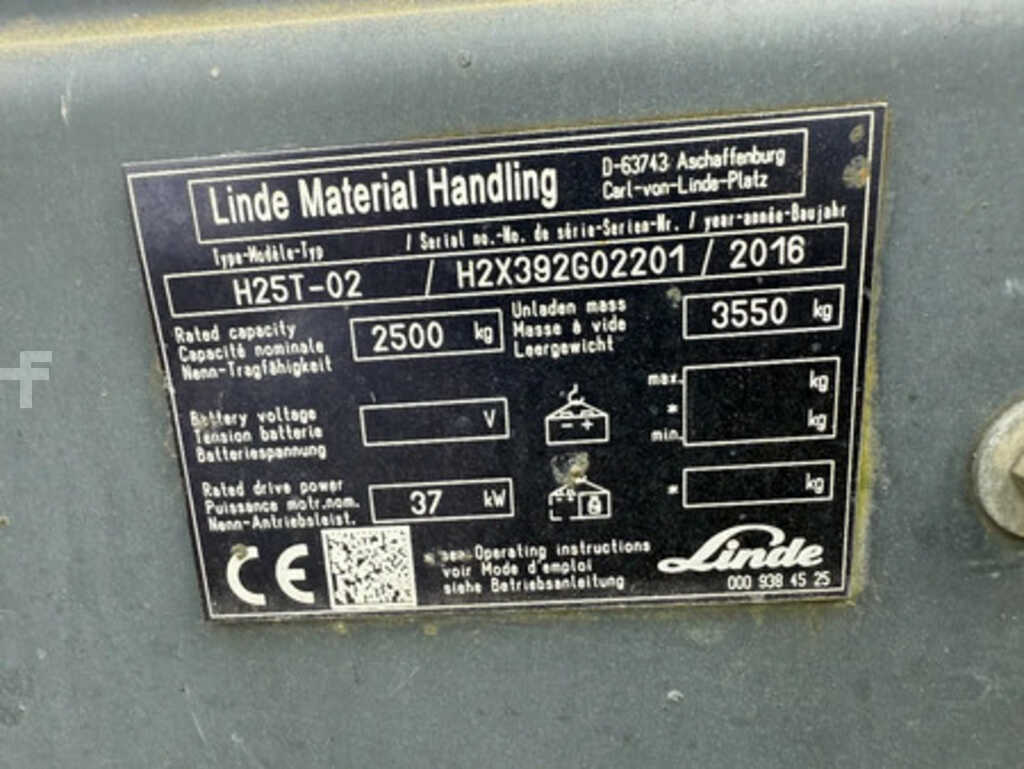 Linde Material Handling
D-63743 Aschaffenburg
Carl-von-Linde-Platz
Type-Modèle-Typ / Serial no.-No. de série-Serien-Nr. / year-année-Baujahr
H25T-02 / H2X392G02201 / 2016
Rated capacity
Capacité nominale
Nenn-Tragfähigkeit
2500 kg
Unladen mass
Masse à vide
Leergewicht
3550 kg
Battery voltage
Tension batterie
Batteriespannung
V
max. kg
*
min. kg
Rated drive power
Puissance motr.nom.
Nenn-Antriebsleist.
37 kW
* kg
CE
see Operating instructions
voir Mode d'emploi
siehe Betriebsanleitung
Linde
000 938 45 25